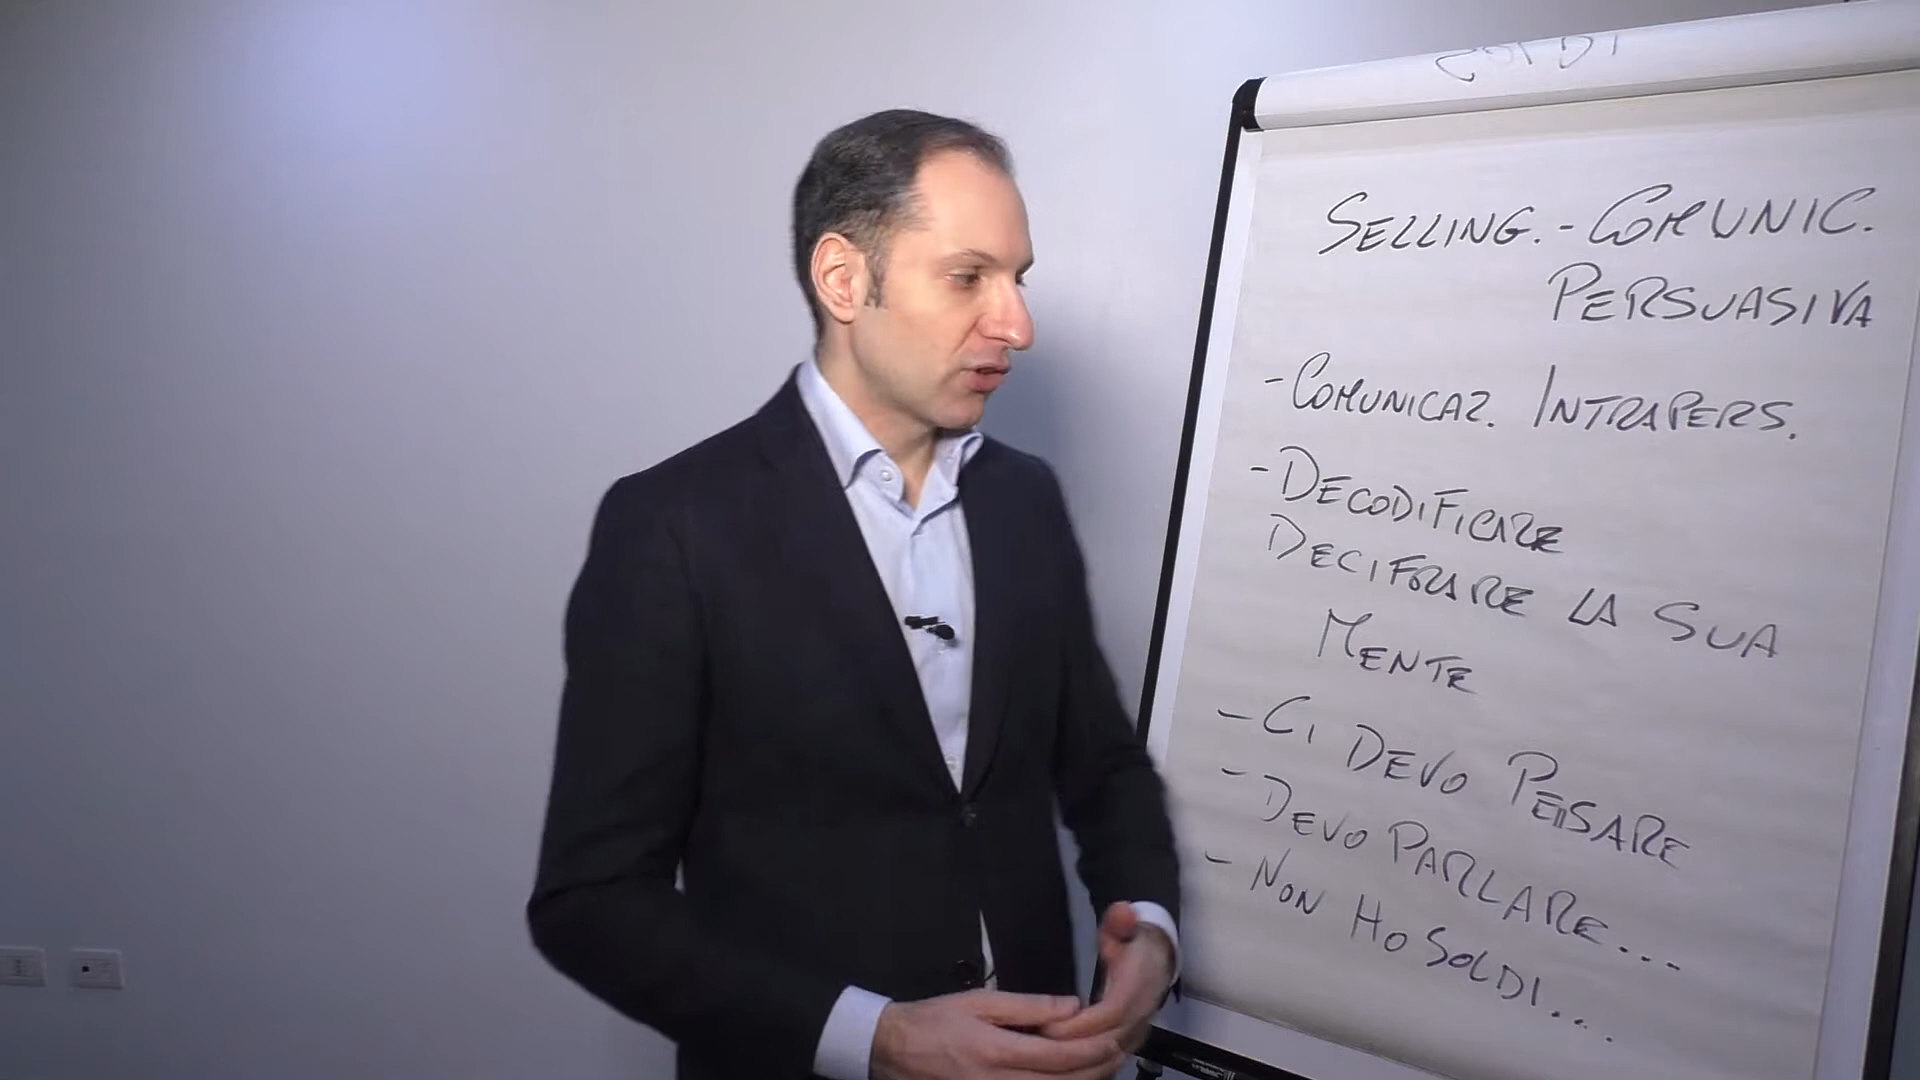 SELLING.-COMUNIC.
PERSUASIVA
-COMUNICAZ. INTRAPERS.
-DECODIFICARE
DECIFRARE LA SUA
MENTE
-CI DEVO PENSARE
-DEVO PARLARE...
-NON HO SOLDI....